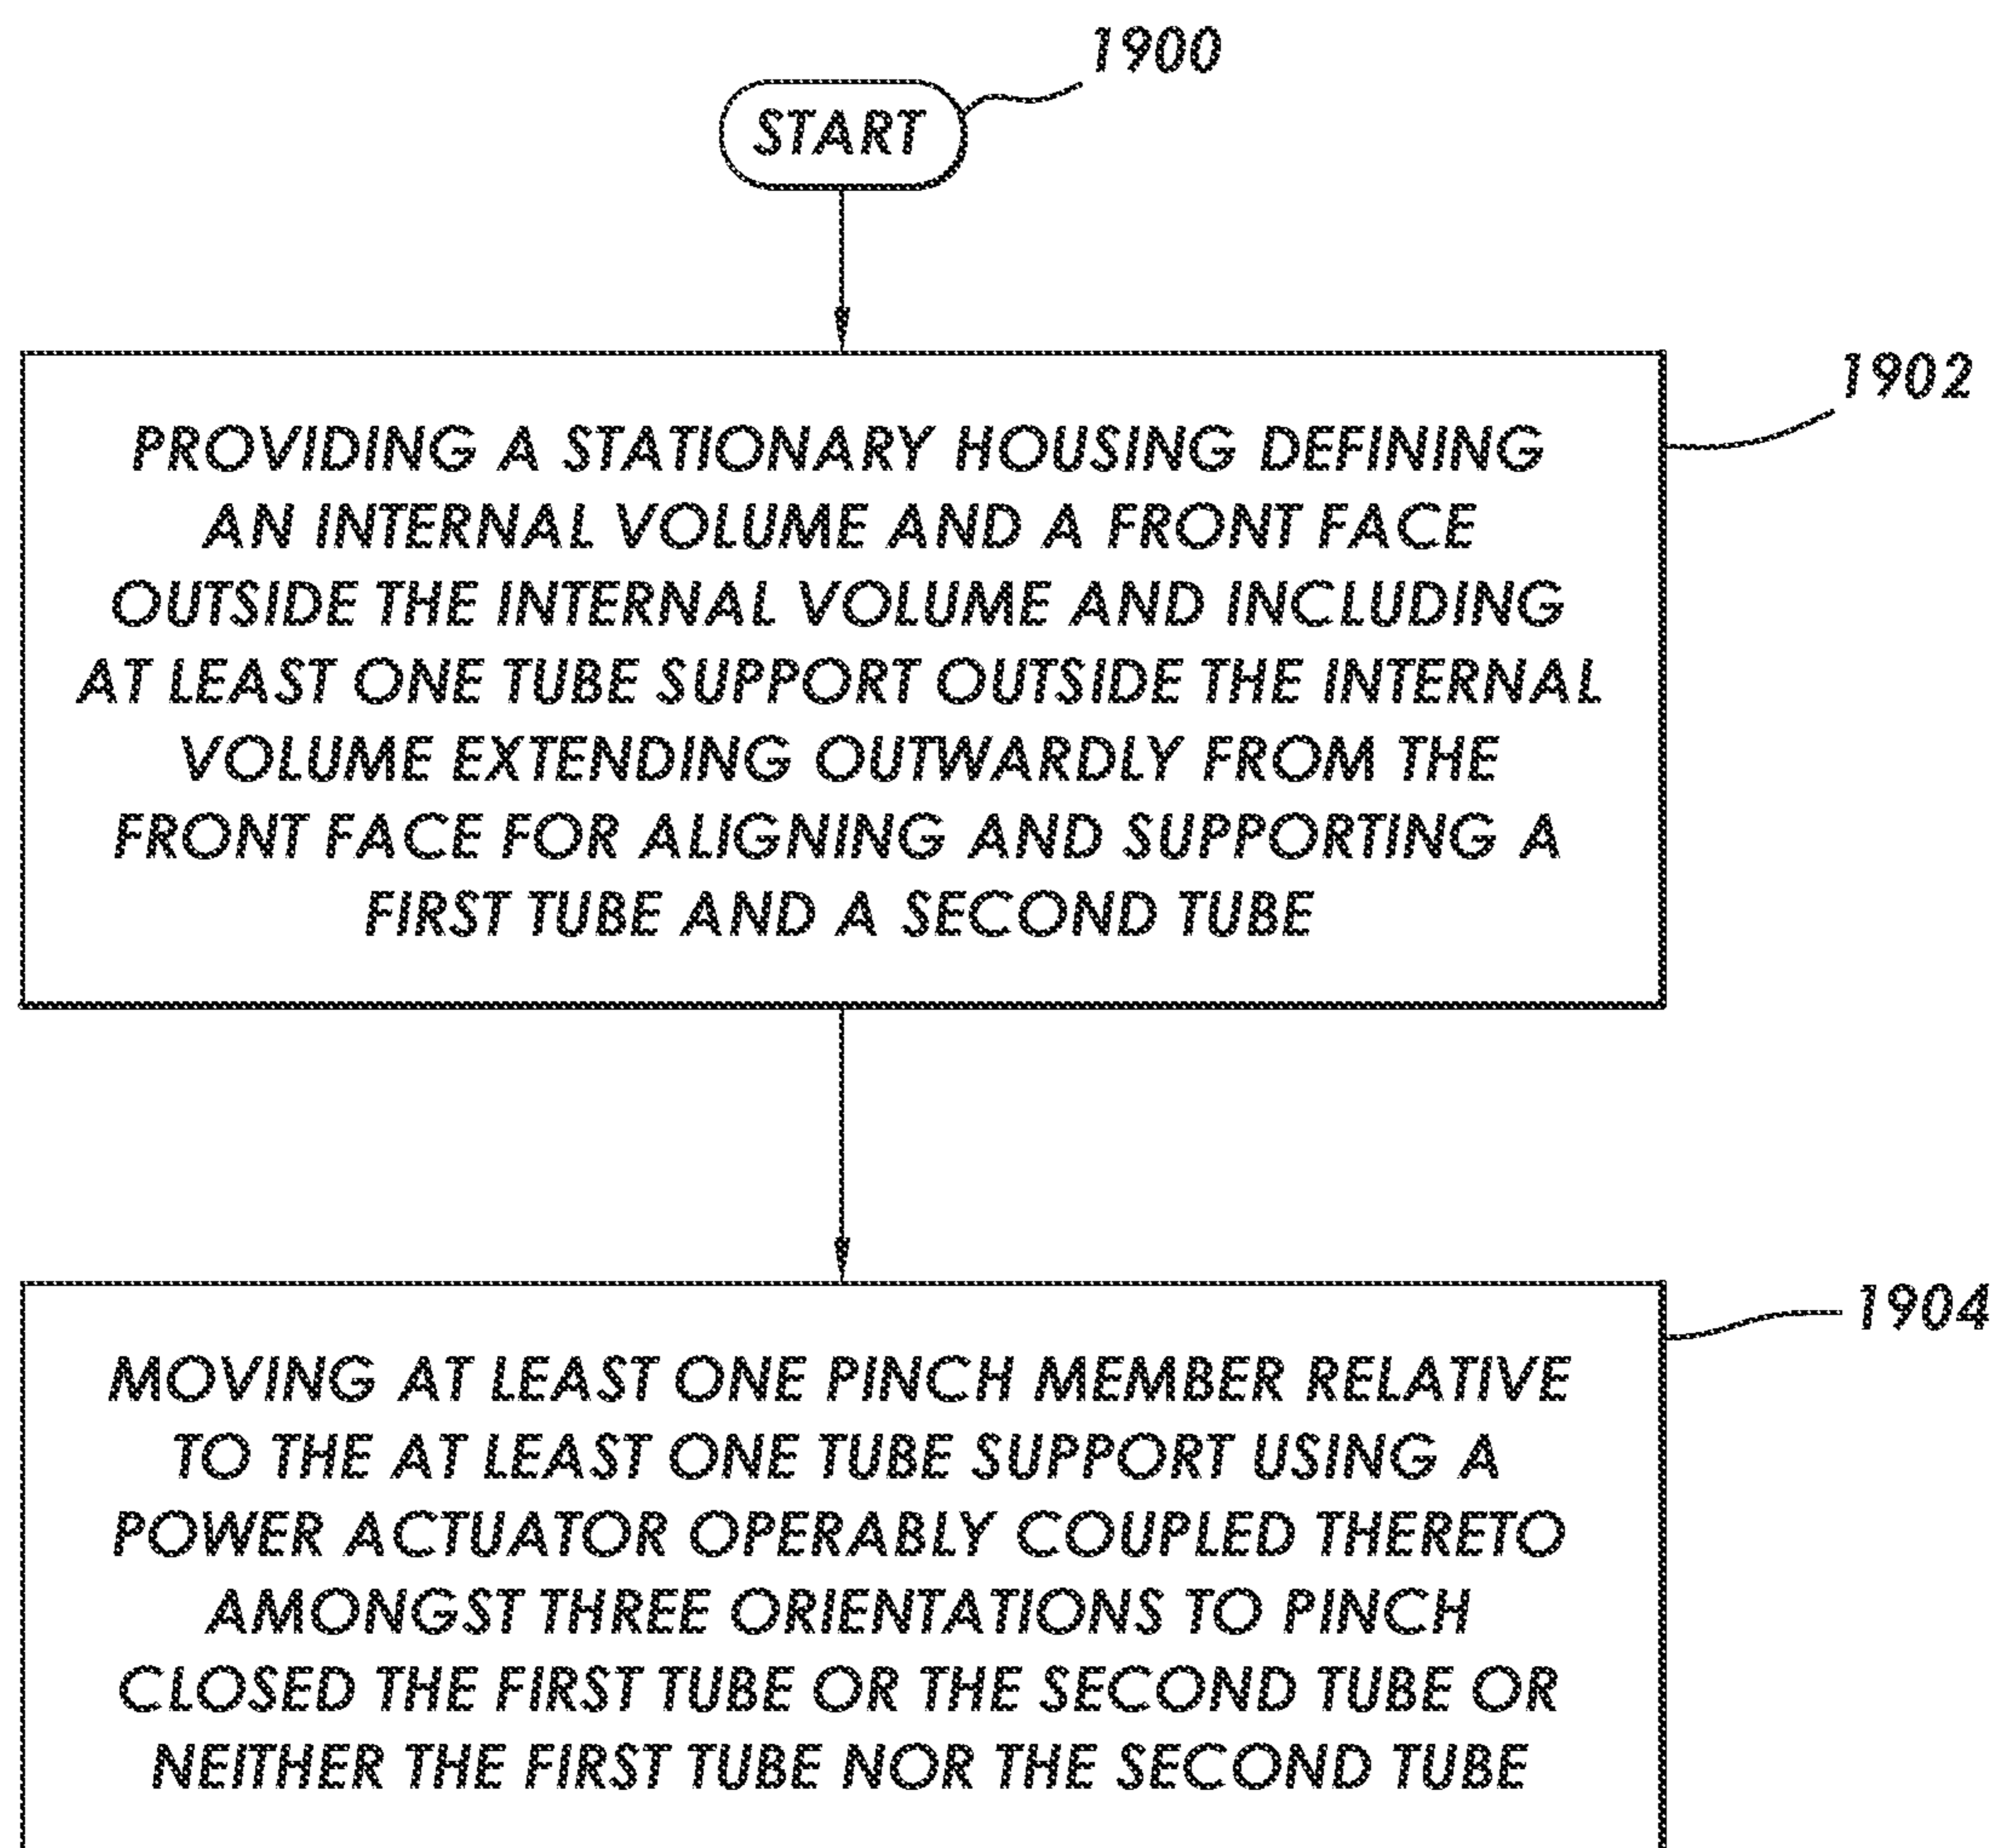 1900
START
1902
PROVIDING A STATIONARY HOUSING DEFINING
AN INTERNAL VOLUME AND A FRONT FACE
OUTSIDE THE INTERNAL VOLUME AND INCLUDING
AT LEAST ONE TUBE SUPPORT OUTSIDE THE INTERNAL
VOLUME EXTENDING OUTWARDLY FROM THE
FRONT FACE FOR ALIGNING AND SUPPORTING A
FIRST TUBE AND A SECOND TUBE
1904
MOVING AT LEAST ONE PINCH MEMBER RELATIVE
TO THE AT LEAST ONE TUBE SUPPORT USING A
POWER ACTUATOR OPERABLY COUPLED THERETO
AMONGST THREE ORIENTATIONS TO PINCH
CLOSED THE FIRST TUBE OR THE SECOND TUBE OR
NEITHER THE FIRST TUBE NOR THE SECOND TUBE